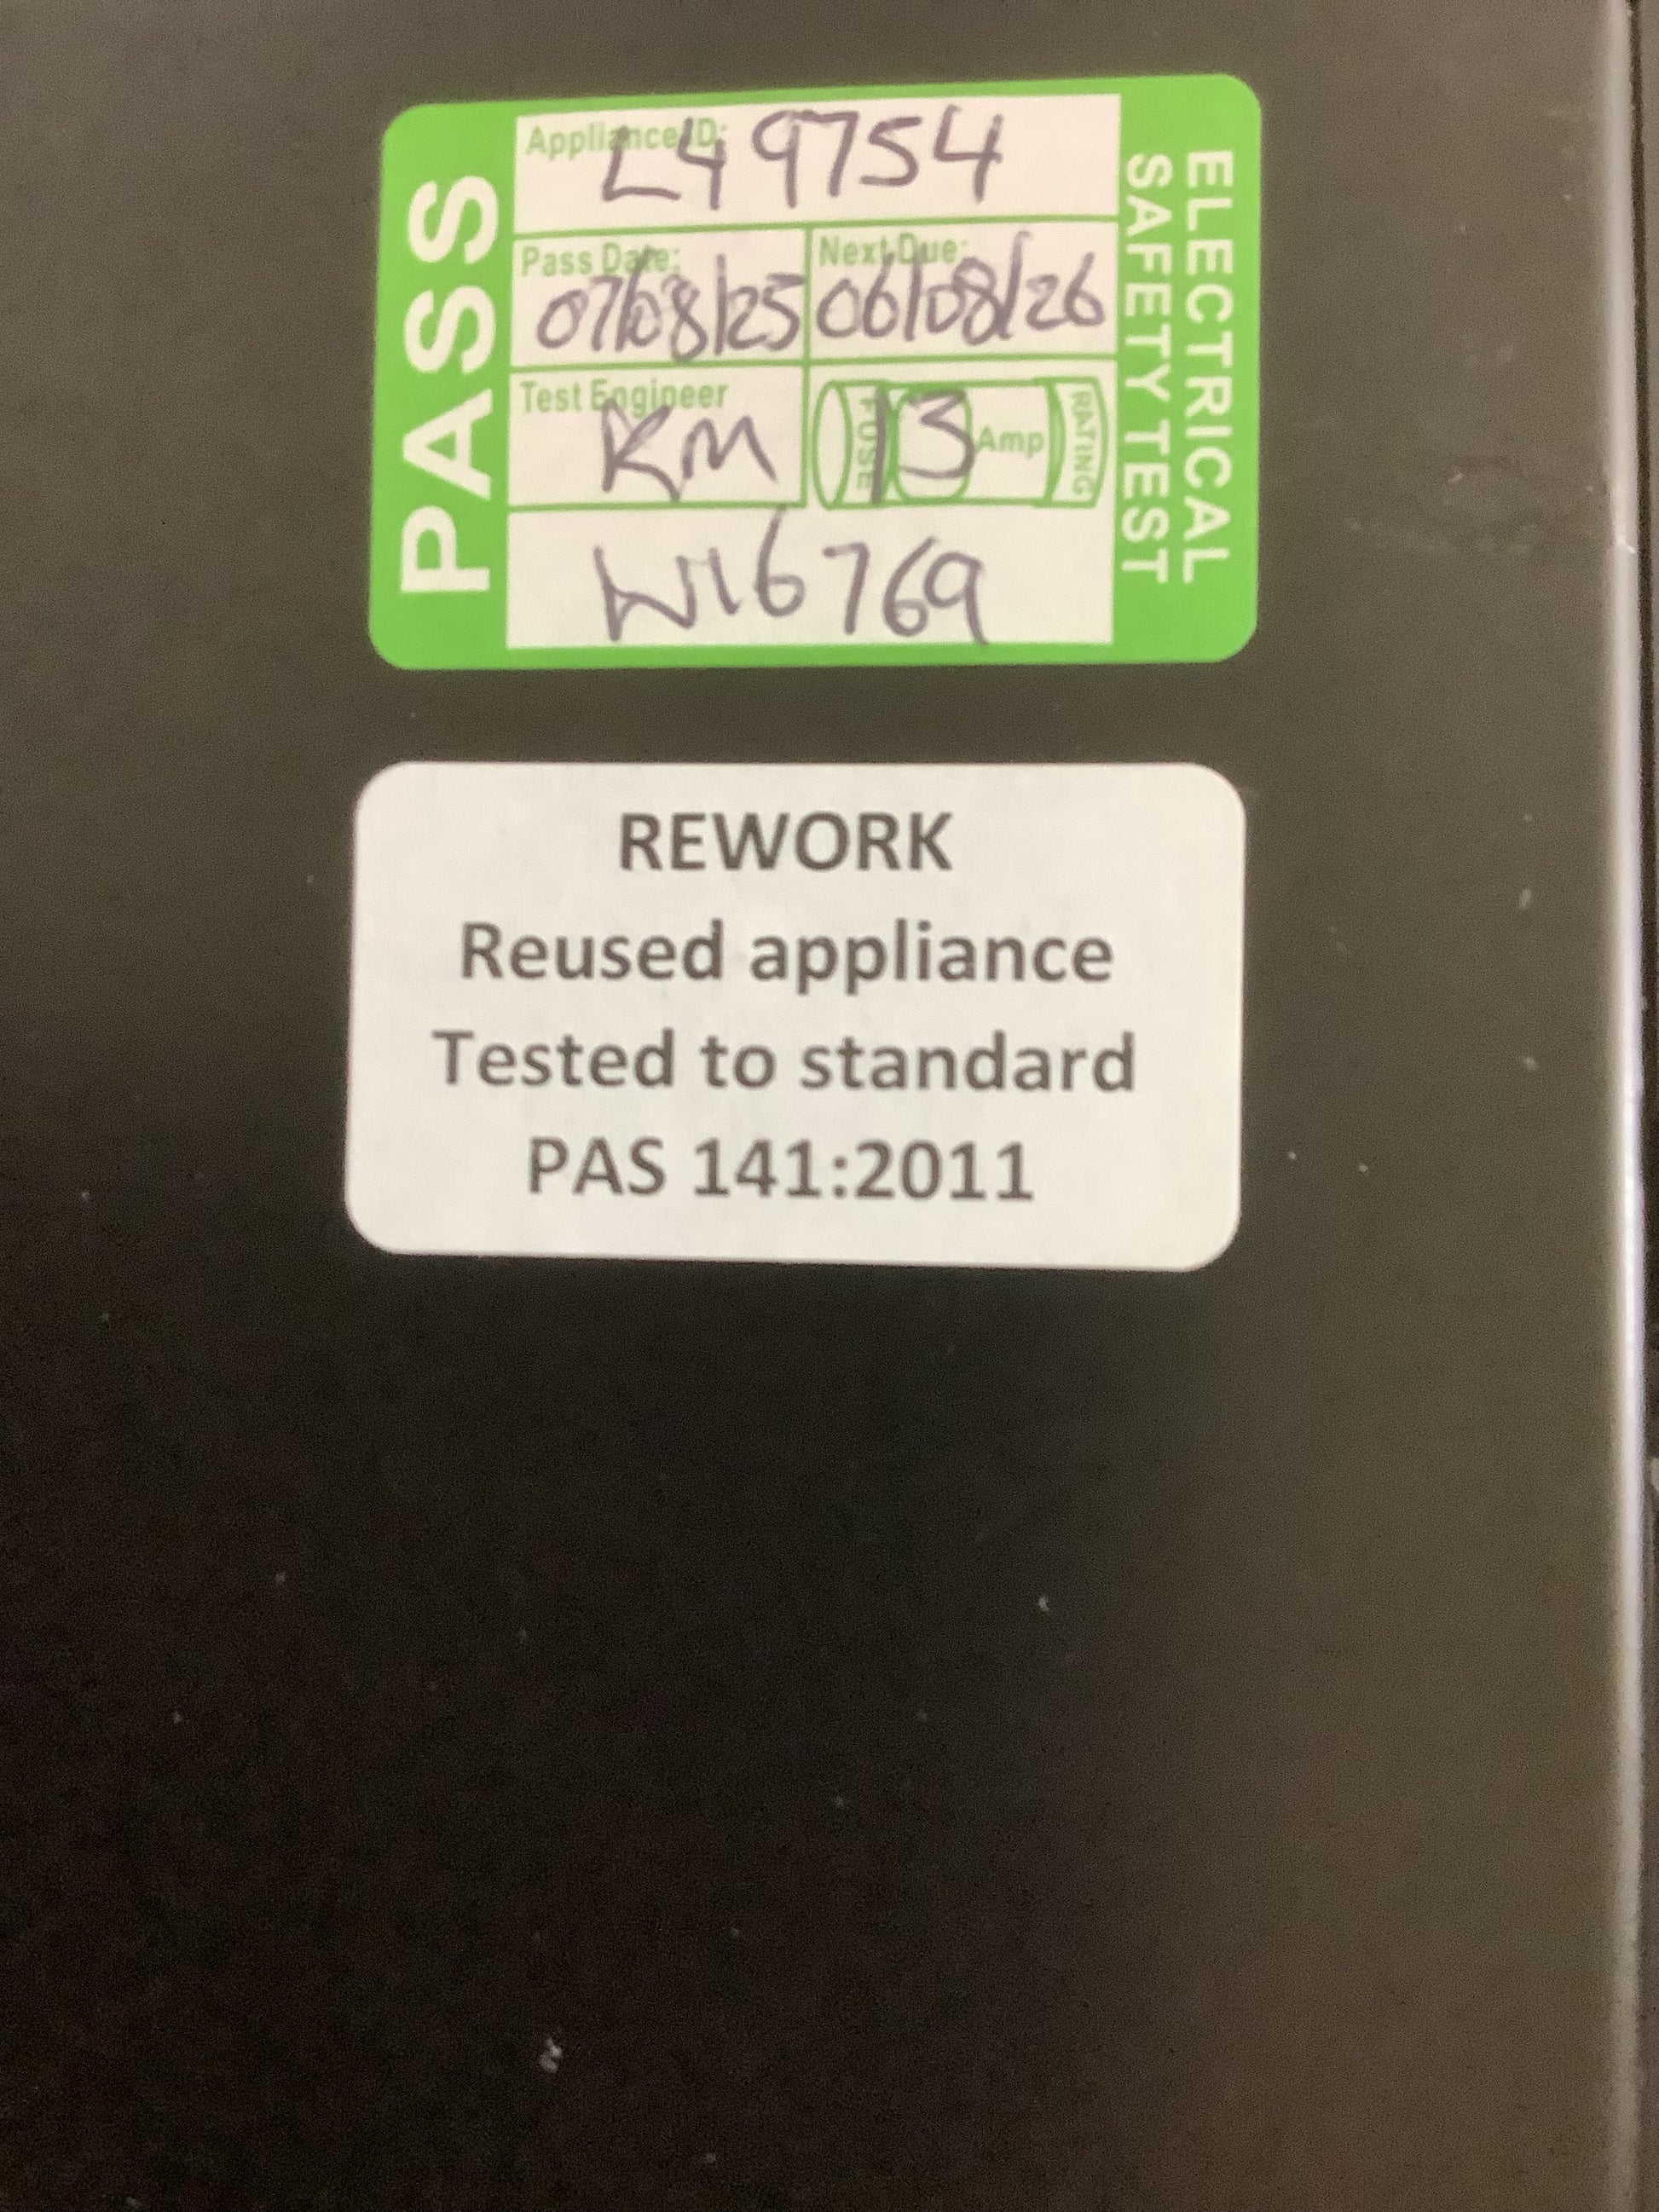 PASS
Appliance ID:
L49754
Pass Date:
07/08/25
Next Due:
06/08/26
Test Engineer
KM
FUSE
13
Amp
RATING
W16769
ELECTRICAL
SAFETY TEST
REWORK
Reused appliance
Tested to standard
PAS 141:2011